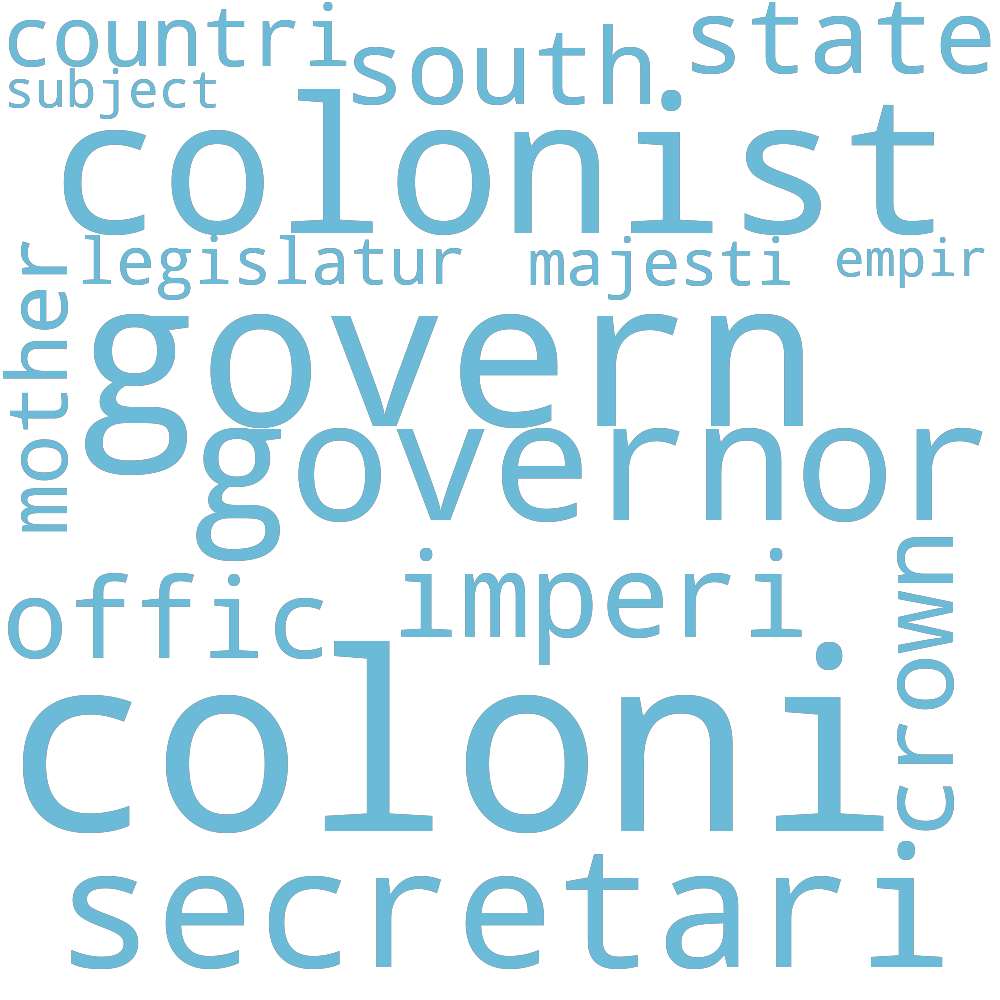 countri
south
state
subject
colonist
legislatur
majesti
empir
mother
govern
governor
crown
offic
imperi
coloni
secretari